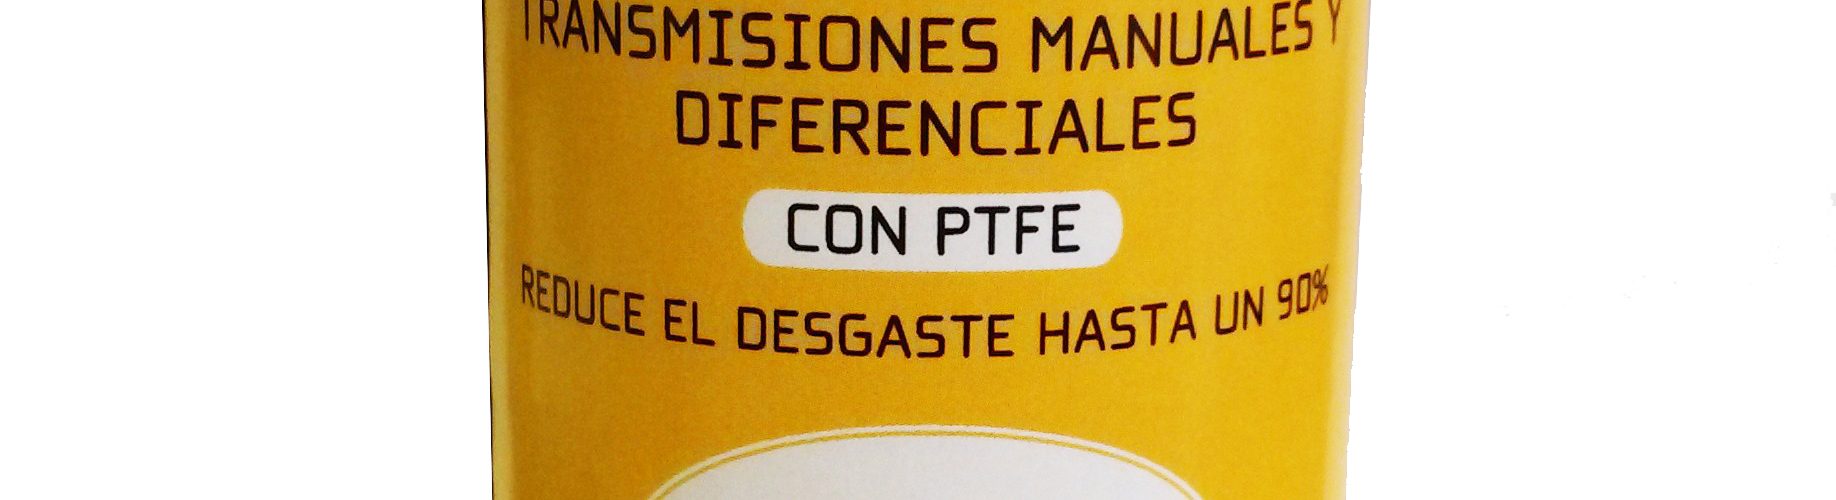 TRANSMISIONES MANUALES Y
DIFERENCIALES
CON PTFE
REDUCE EL DESGASTE HASTA UN 90%